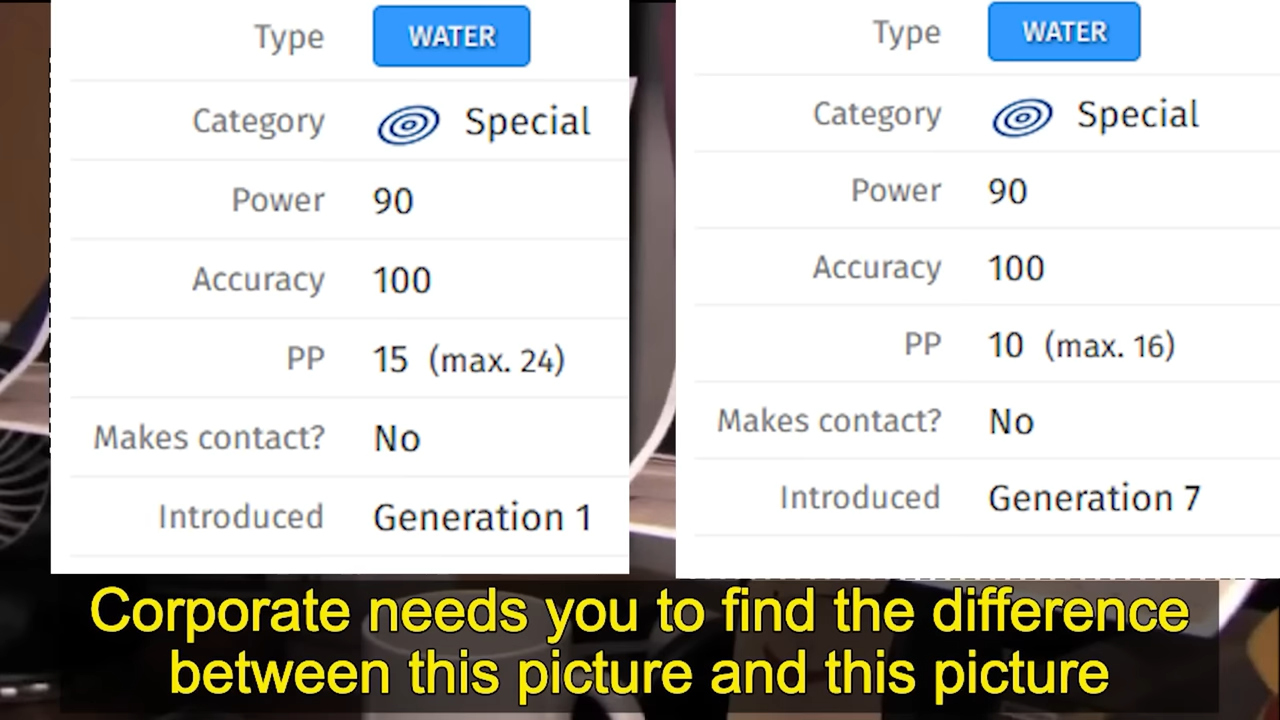 Type WATER
Category Special
Power 90
Accuracy 100
PP 15 (max. 24)
Makes contact? No
Introduced Generation 1
Type WATER
Category Special
Power 90
Accuracy 100
PP 10 (max. 16)
Makes contact? No
Introduced Generation 7
Corporate needs you to find the difference
between this picture and this picture